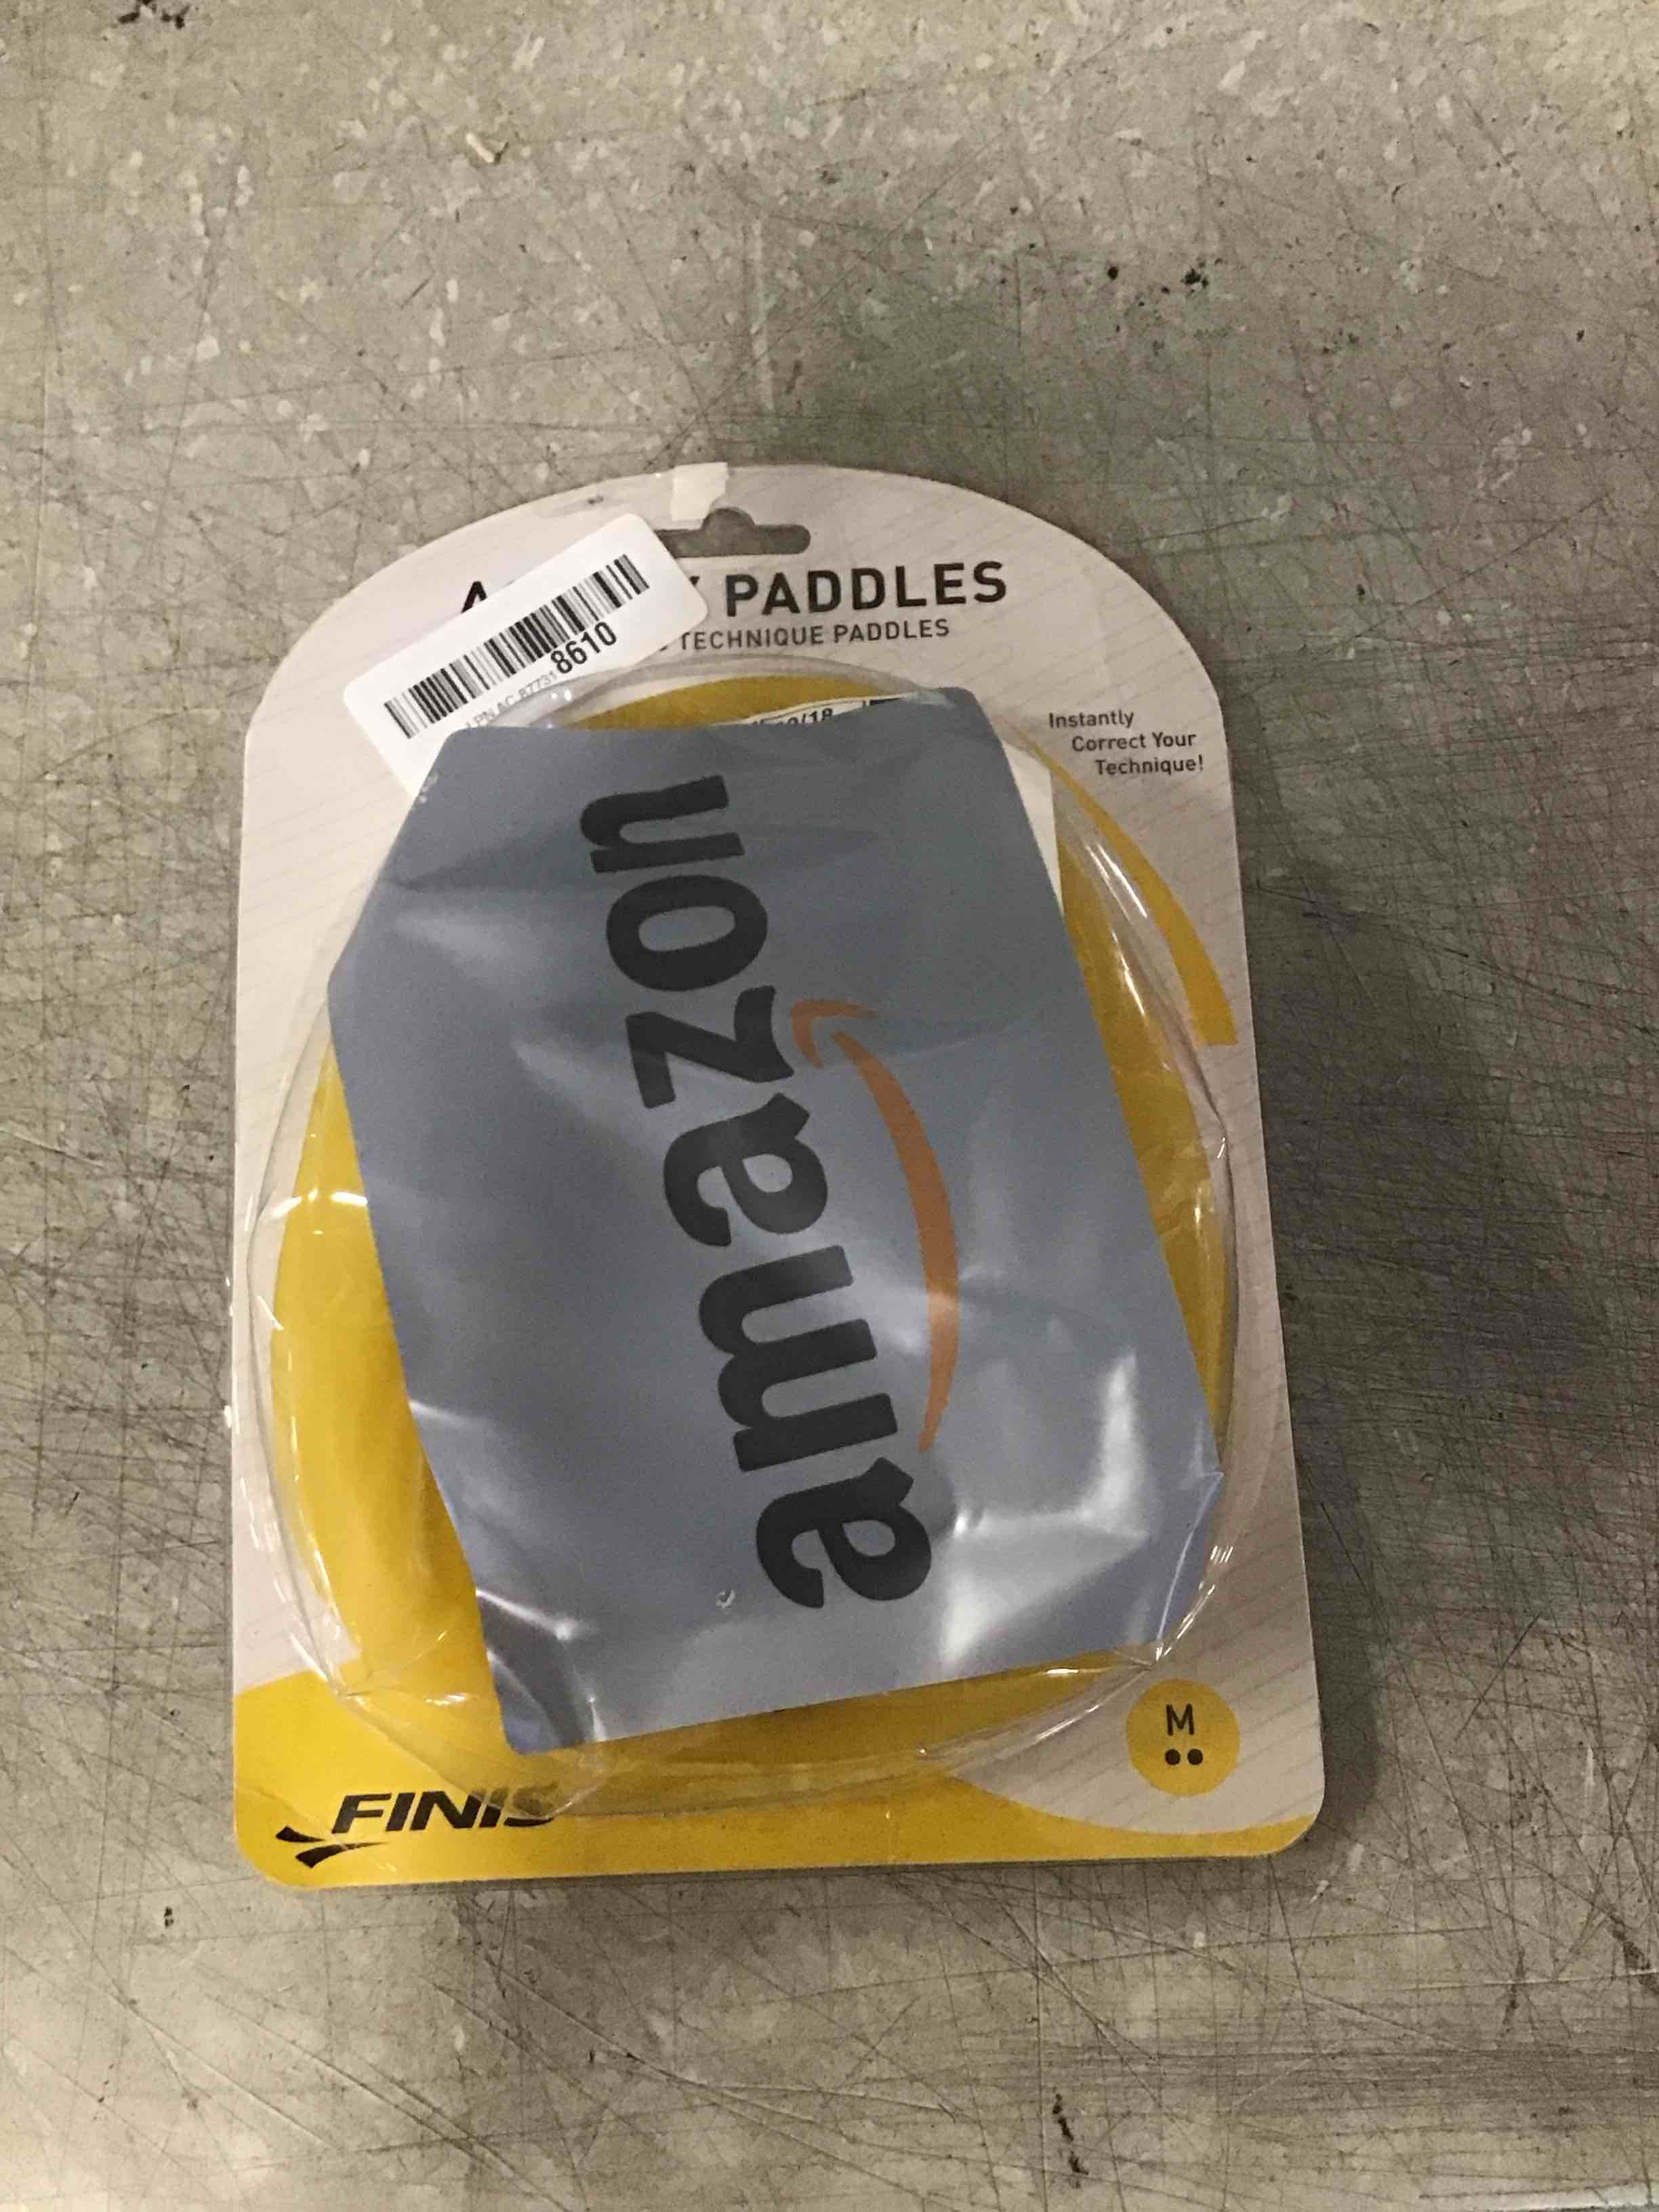 PADDLES
TECHNIQUE PADDLES
8610
Instantly
Correct Your
Technique!
amazon
M
FINIS